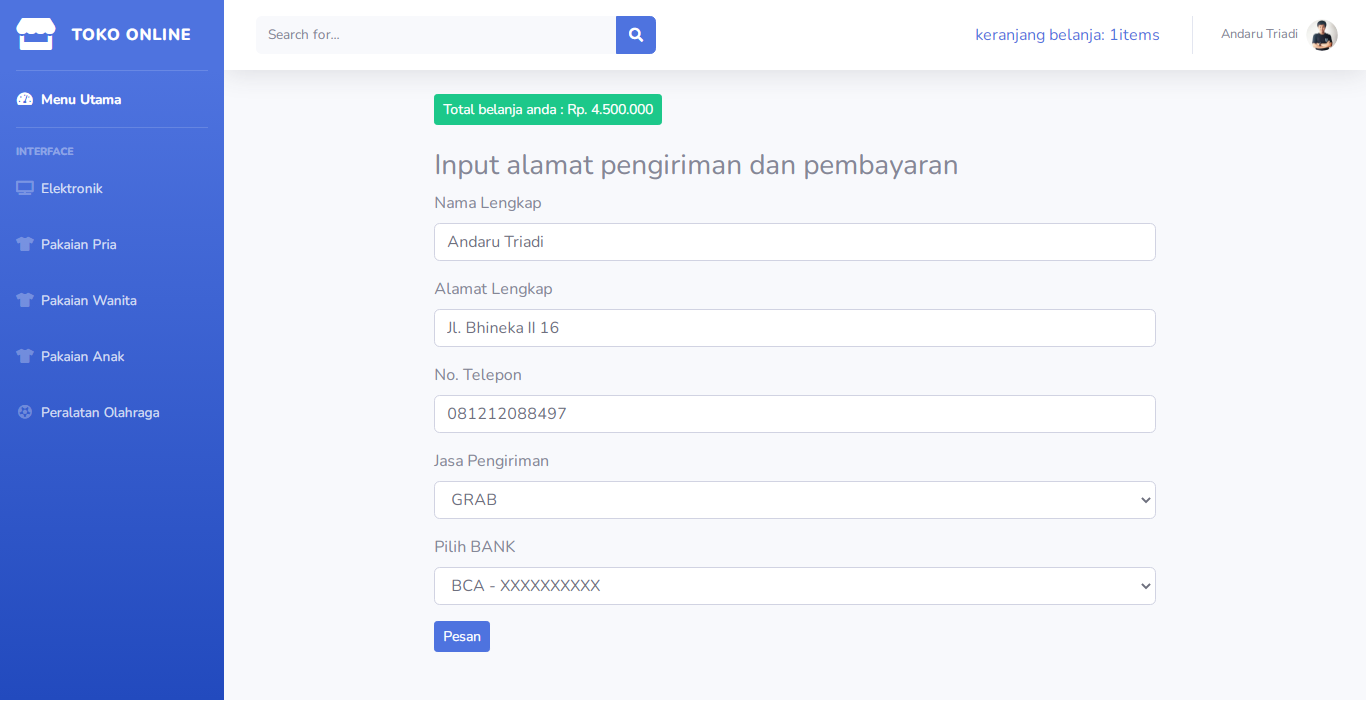 TOKO ONLINE
Search for...
keranjang belanja: 1items
Andaru Triadi
Menu Utama
INTERFACE
Elektronik
Pakaian Pria
Pakaian Wanita
Pakaian Anak
Peralatan Olahraga
Total belanja anda : Rp. 4.500.000
Input alamat pengiriman dan pembayaran
Nama Lengkap
Andaru Triadi
Alamat Lengkap
Jl. Bhineka II 16
No. Telepon
081212088497
Jasa Pengiriman
GRAB
Pilih BANK
BCA - XXXXXXXXXX
Pesan